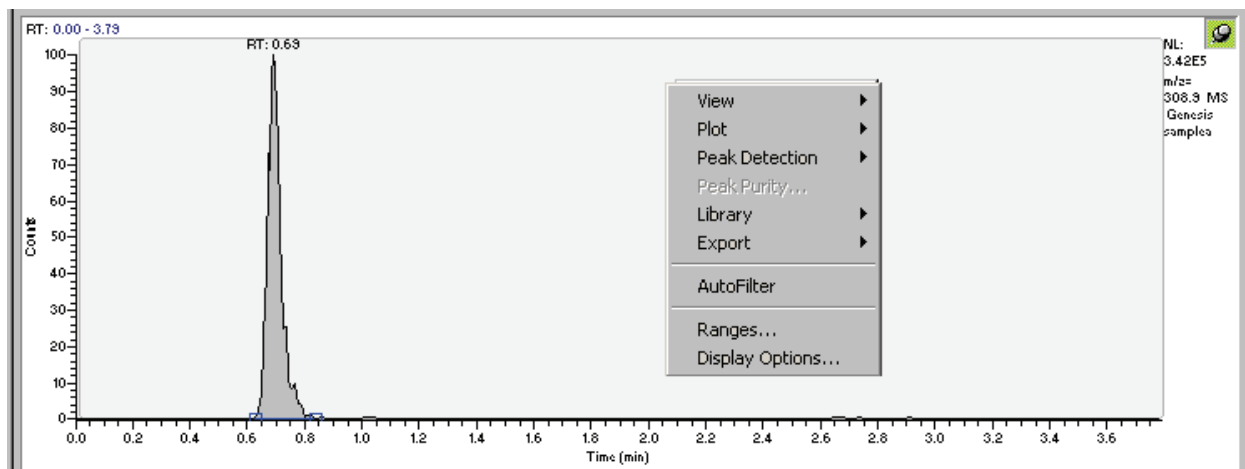 RT: 0.00 - 3.79
RT: 0.69
NL:
3.42E5
m/z=
308.9 MS
Genesis
samplea
100
90
80
70
60
50
40
30
20
10
0
Counts
View
Plot
Peak Detection
Peak Purity...
Library
Export
AutoFilter
Ranges...
Display Options...
0.0 0.2 0.4 0.6 0.8 1.0 1.2 1.4 1.6 1.8 2.0 2.2 2.4 2.6 2.8 3.0 3.2 3.4 3.6
Time (min)